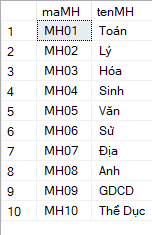 maMH tenMH
1 MH01 Toán
2 MH02 Lý
3 MH03 Hóa
4 MH04 Sinh
5 MH05 Văn
6 MH06 Sử
7 MH07 Địa
8 MH08 Anh
9 MH09 GDCD
10 MH10 Thể Dục